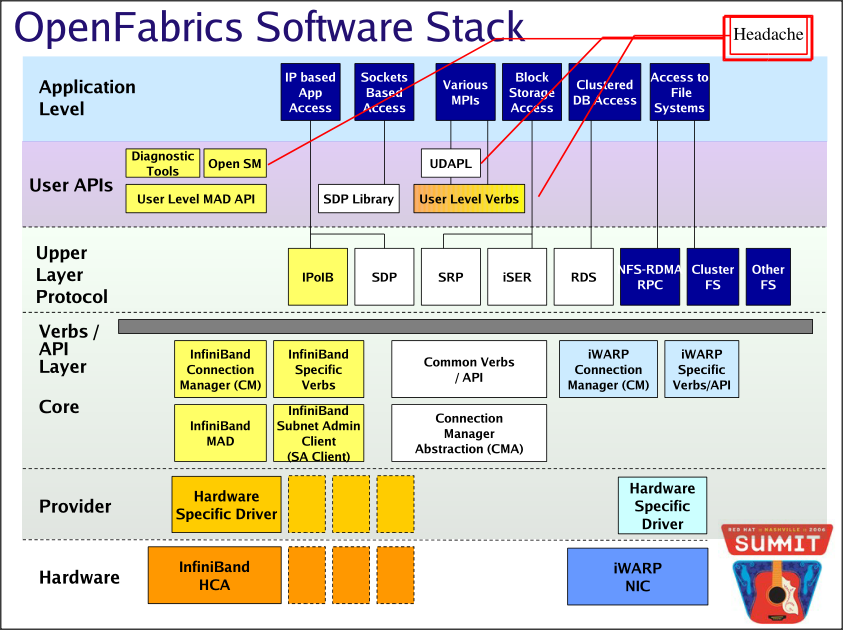 OpenFabrics Software Stack
Headache
Application
Level
IP based
App
Access
Sockets
Based
Access
Various
MPIs
Block
Storage
Access
Clustered
DB Access
Access to
File
Systems
User APIs
Diagnostic
Tools
Open SM
User Level MAD API
UDAPL
SDP Library
User Level Verbs
Upper
Layer
Protocol
IPoIB
SDP
SRP
iSER
RDS
NFS-RDMA
RPC
Cluster
FS
Other
FS
Verbs /
API
Layer
Core
InfiniBand
Connection
Manager (CM)
InfiniBand
Specific
Verbs
Common Verbs
/ API
iWARP
Connection
Manager (CM)
iWARP
Specific
Verbs/API
InfiniBand
MAD
InfiniBand
Subnet Admin
Client
(SA Client)
Connection
Manager
Abstraction (CMA)
Provider
Hardware
Specific Driver
Hardware
Specific
Driver
Hardware
InfiniBand
HCA
iWARP
NIC
RED HAT NASHVILLE 2006
SUMMIT